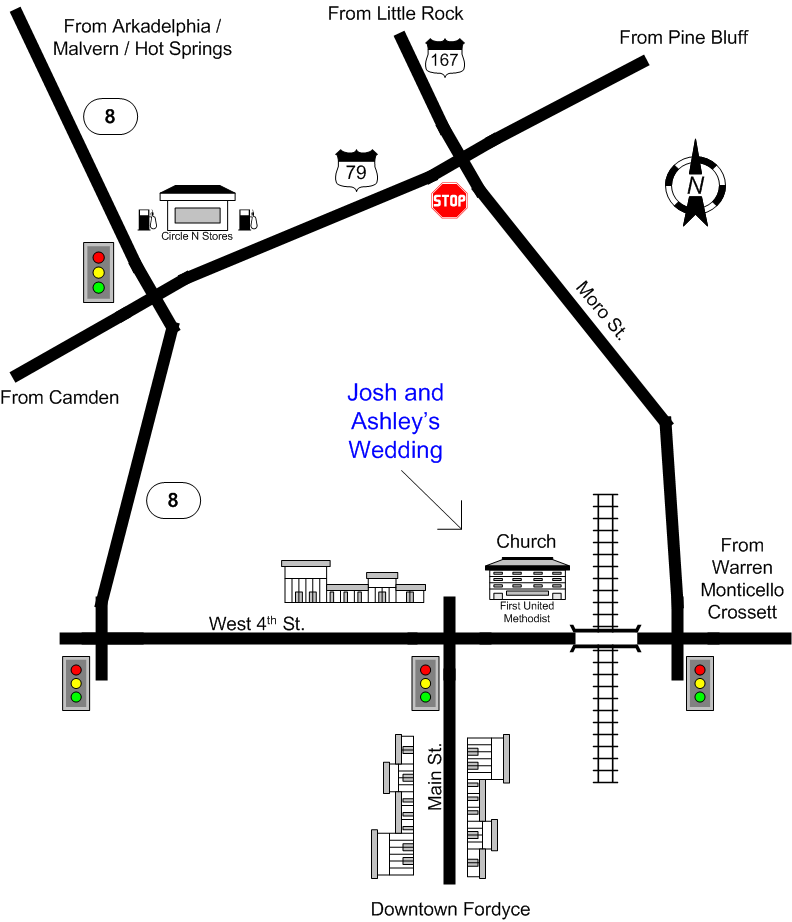 From Little Rock
From Arkadelphia /
Malvern / Hot Springs
From Pine Bluff
167
8
79
STOP
N
Circle N Stores
Moro St.
From Camden
Josh and
Ashley's
Wedding
8
Church
From
Warren
Monticello
Crossett
First United
Methodist
West 4th St.
Main St.
Downtown Fordyce